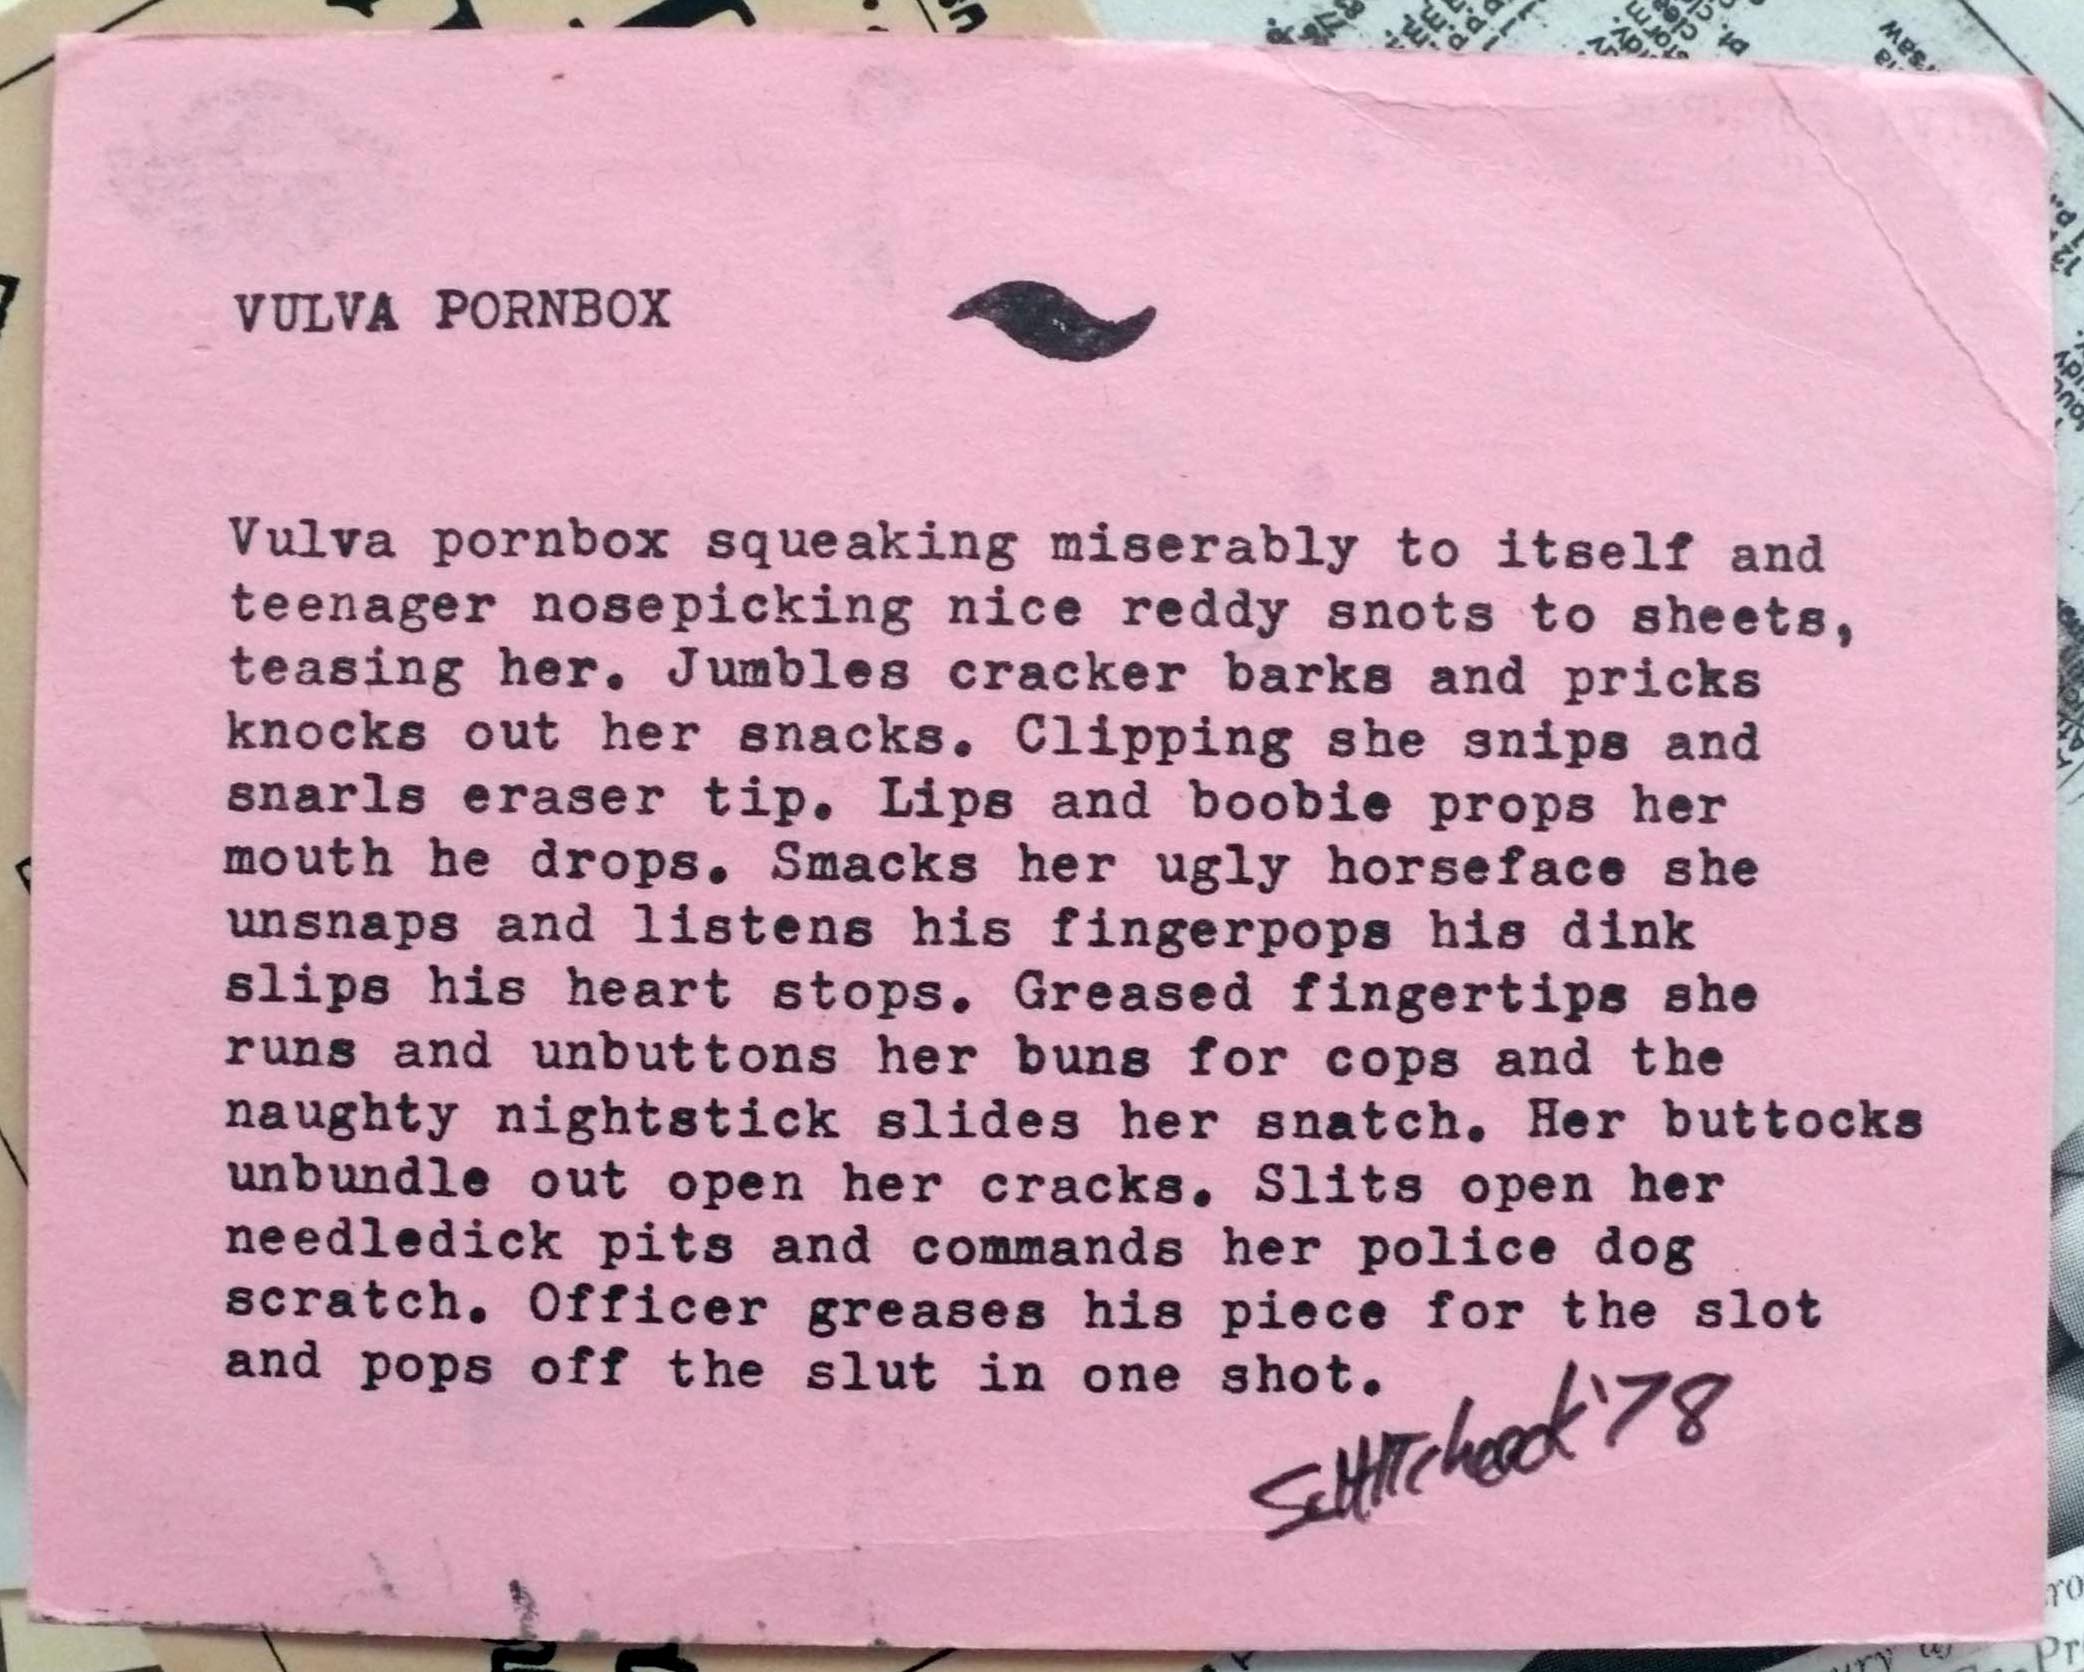 VULVA PORNBOX
Vulva pornbox squeaking miserably to itself and
teenager nosepicking nice reddy snots to sheets,
teasing her. Jumbles cracker barks and pricks
knocks out her snacks. Clipping she snips and
snarls eraser tip. Lips and boobie props her
mouth he drops. Smacks her ugly horseface she
unsnaps and listens his fingerpops his dink
slips his heart stops. Greased fingertips she
runs and unbuttons her buns for cops and the
naughty nightstick slides her snatch. Her buttocks
unbundle out open her cracks. Slits open her
needledick pits and commands her police dog
scratch. Officer greases his piece for the slot
and pops off the slut in one shot.
'78